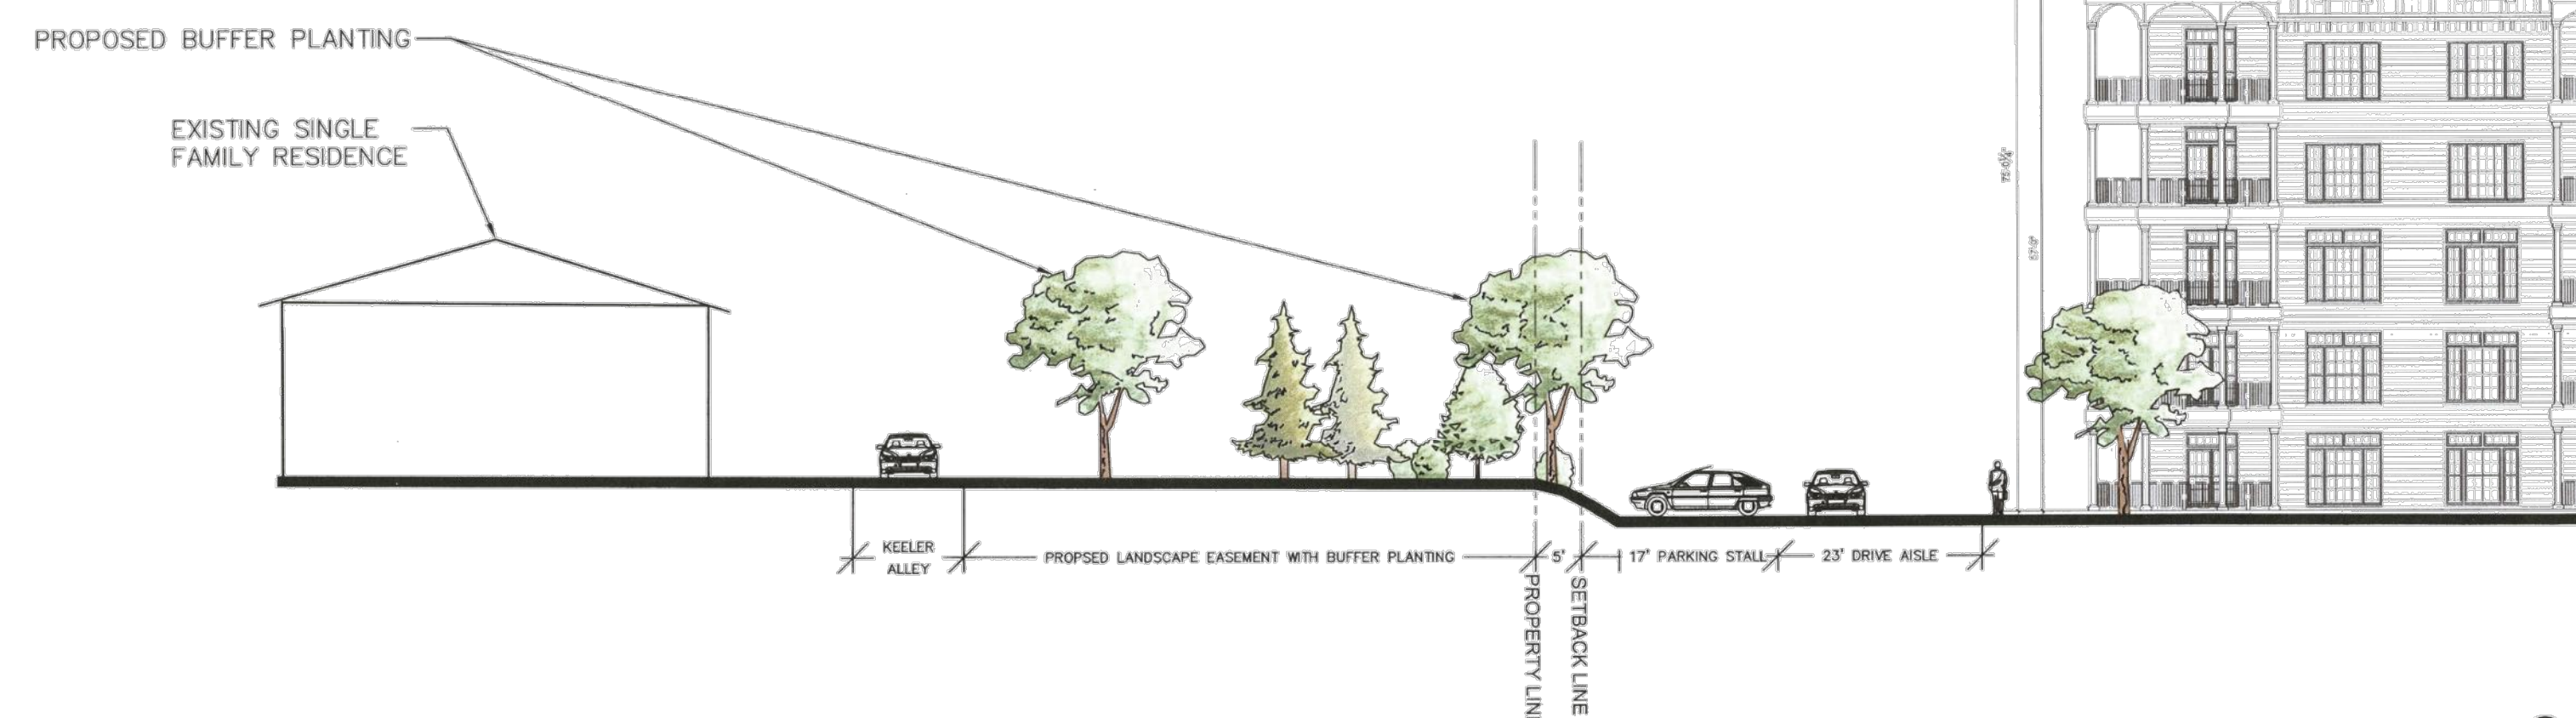 PROPOSED BUFFER PLANTING
EXISTING SINGLE
FAMILY RESIDENCE
KEELER
ALLEY
PROPSED LANDSCAPE EASEMENT WITH BUFFER PLANTING
5'
17' PARKING STALL
23' DRIVE AISLE
PROPERTY LIN
SETBACK LINE